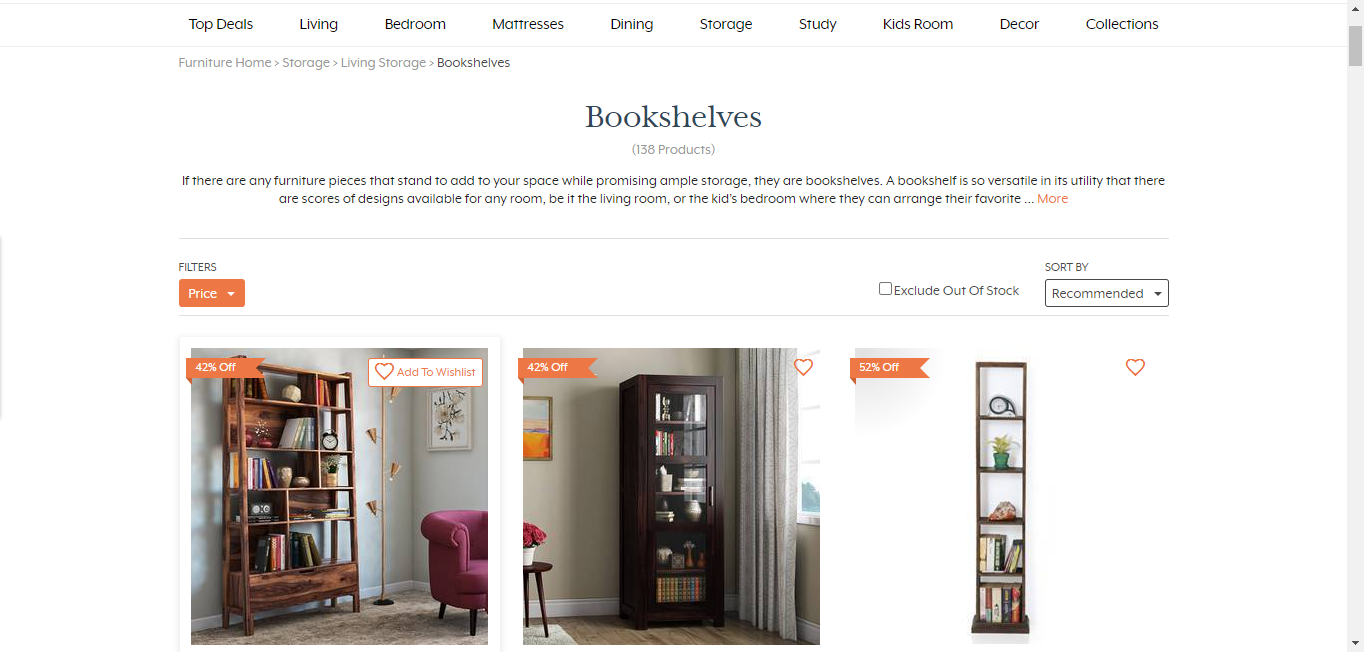 Top Deals Living Bedroom Mattresses Dining Storage Study Kids Room Decor Collections
Furniture Home > Storage > Living Storage > Bookshelves
Bookshelves
(138 Products)
If there are any furniture pieces that stand to add to your space while promising ample storage, they are bookshelves. A bookshelf is so versatile in its utility that there
are scores of designs available for any room, be it the living room, or the kid's bedroom where they can arrange their favorite ... More
FILTERS
Price
Exclude Out Of Stock
SORT BY
Recommended
42% Off
Add To Wishlist
42% Off
52% Off